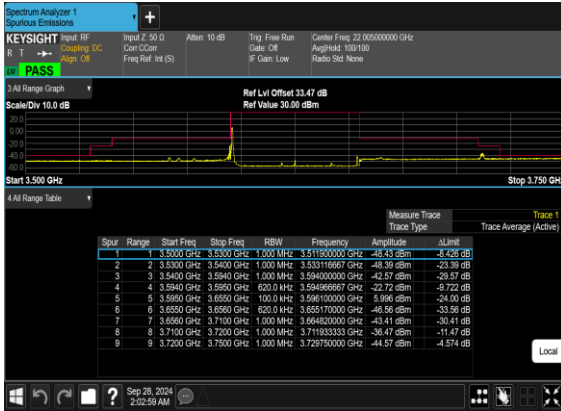 Spectrum Analyzer 1
Spurious Emissions
+
KEYSIGHT Input: RF Input Z: 50 Ω Atten: 10 dB Trig: Free Run Center Freq: 22.005000000 GHz
R T Coupling: DC Corr CCorr Gate: Off Avg|Hold: 100/100
Align: Off Freq Ref: Int (S) IF Gain: Low Radio Std: None
PASS
3 All Range Graph Ref Lvl Offset 33.47 dB
Scale/Div 10.0 dB Ref Value 30.00 dBm
20.0
0.00
-20.0
-40.0
-60.0
Start 3.500 GHz Stop 3.750 GHz
4 All Range Table
Measure Trace Trace 1
Trace Type Trace Average (Active)
Spur Range Start Freq Stop Freq RBW Frequency Amplitude ΔLimit
1 1 3.5000 GHz 3.5300 GHz 1.000 MHz 3.511900000 GHz -48.43 dBm -8.426 dB
2 2 3.5300 GHz 3.5400 GHz 1.000 MHz 3.533116667 GHz -48.39 dBm -23.39 dB
3 3 3.5400 GHz 3.5940 GHz 1.000 MHz 3.594000000 GHz -42.57 dBm -29.57 dB
4 4 3.5940 GHz 3.5950 GHz 620.0 kHz 3.594966667 GHz -22.72 dBm -9.722 dB
5 5 3.5950 GHz 3.6550 GHz 100.0 kHz 3.596100000 GHz 5.996 dBm -24.00 dB
6 6 3.6550 GHz 3.6560 GHz 620.0 kHz 3.655170000 GHz -46.56 dBm -33.56 dB
7 7 3.6560 GHz 3.7100 GHz 1.000 MHz 3.664820000 GHz -43.41 dBm -30.41 dB
8 8 3.7100 GHz 3.7200 GHz 1.000 MHz 3.711933333 GHz -36.47 dBm -11.47 dB
9 9 3.7200 GHz 3.7500 GHz 1.000 MHz 3.729750000 GHz -44.57 dBm -4.574 dB
Local
? Sep 28, 2024
2:02:59 AM